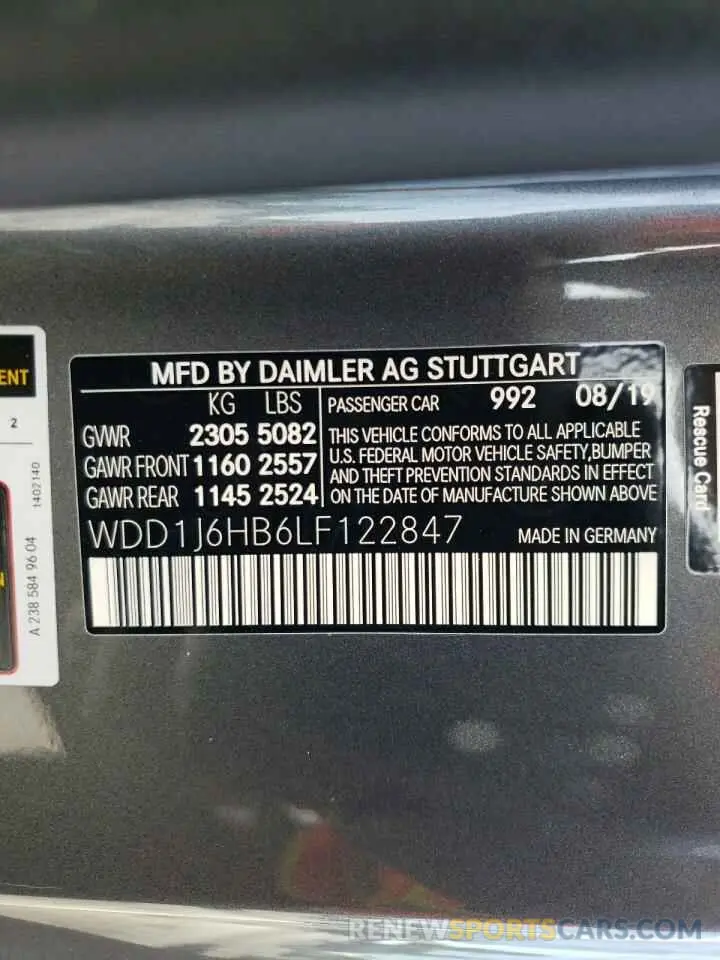 MFD BY DAIMLER AG STUTTGART
KG LBS
GVWR 2305 5082
GAWR FRONT 1160 2557
GAWR REAR 1145 2524
PASSENGER CAR 992 08/19
THIS VEHICLE CONFORMS TO ALL APPLICABLE
U.S. FEDERAL MOTOR VEHICLE SAFETY,BUMPER
AND THEFT PREVENTION STANDARDS IN EFFECT
ON THE DATE OF MANUFACTURE SHOWN ABOVE
WDD1J6HB6LF122847 MADE IN GERMANY
2
1402140
A 238 584 96 04
Rescue Card
RENEWSPORTSCARS.COM